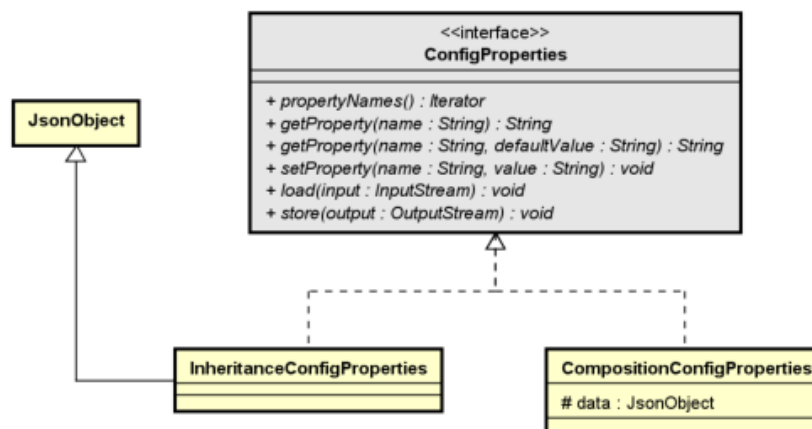 <<interface>>
ConfigProperties
+ propertyNames() : Iterator
+ getProperty(name : String) : String
+ getProperty(name : String, defaultValue : String) : String
+ setProperty(name : String, value : String) : void
+ load(input : InputStream) : void
+ store(output : OutputStream) : void
JsonObject
InheritanceConfigProperties
CompositionConfigProperties
# data : JsonObject